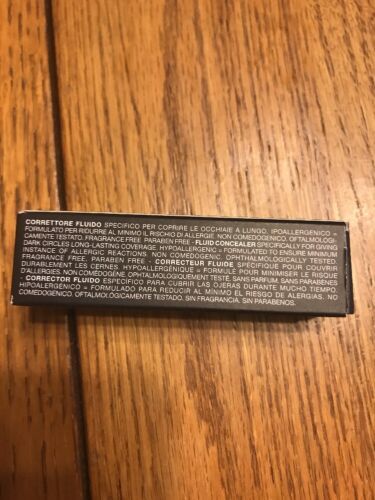 CORRETTORE FLUIDO SPECIFICO PER COPRIRE LE OCCHIAIE A LUNGO. IPOALLERGENICO =
FORMULATO PER RIDURRE AL MINIMO IL RISCHIO DI ALLERGIE. NON COMEDOGENICO. OFTALMOLOGI-
CAMENTE TESTATO. FRAGRANCE FREE. PARABEN FREE - FLUID CONCEALER SPECIFICALLY FOR GIVING
DARK CIRCLES LONG-LASTING COVERAGE. HYPOALLERGENIC = FORMULATED TO ENSURE MINIMUM
INSTANCE OF ALLERGIC REACTIONS. NON COMEDOGENIC. OPHTHALMOLOGICALLY TESTED.
FRAGRANCE FREE. PARABEN FREE - CORRECTEUR FLUIDE SPÉCIFIQUE POUR COUVRIR
DURABLEMENT LES CERNES. HYPOALLERGÉNIQUE = FORMULÉ POUR MINIMISER LE RISQUE
D'ALLERGIES. NON COMÉDOGÈNE. OPHTALMOLOGIQUEMENT TESTÉ. SANS PARFUM, SANS PARABENES
- CORRECTOR FLUIDO ESPECÍFICO PARA CUBRIR LAS OJERAS DURANTE MUCHO TIEMPO.
HIPOALERGÉNICO = FORMULADO PARA REDUCIR AL MÍNIMO EL RIESGO DE ALERGIAS. NO
COMEDOGÉNICO. OFTALMOLÓGICAMENTE TESTADO. SIN FRAGANCIA. SIN PARABENOS.